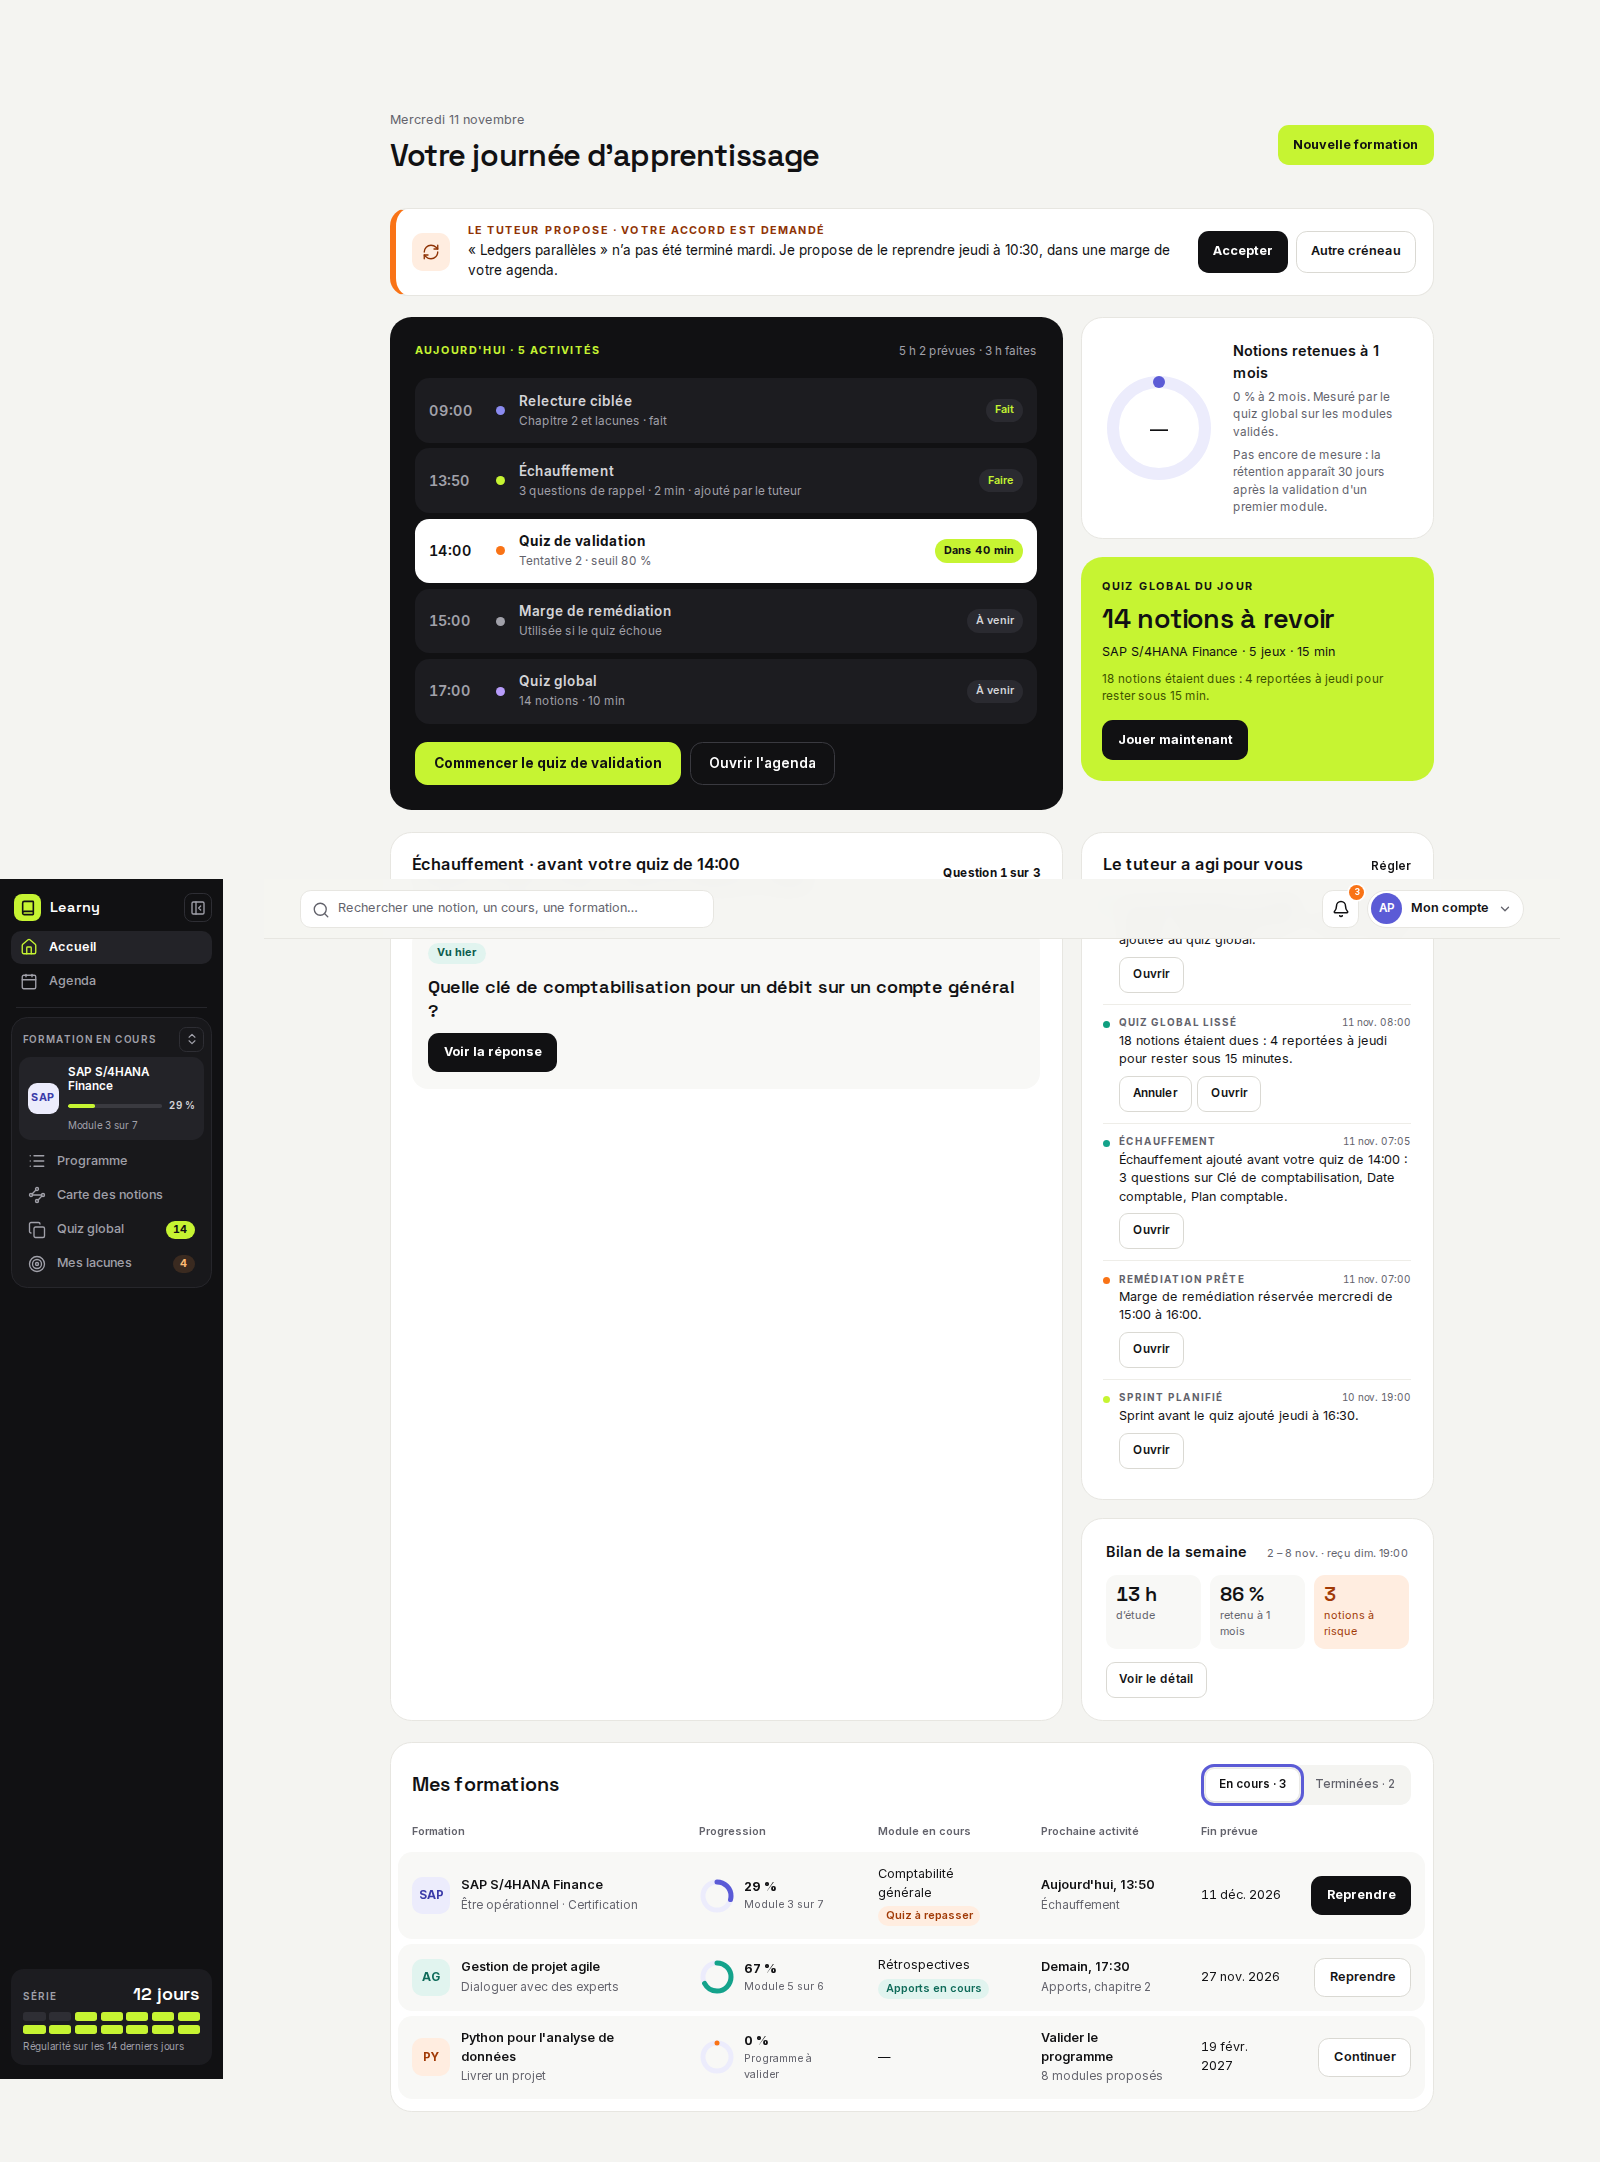 Mercredi 11 novembre
Votre journée d’apprentissage
Nouvelle formation
LE TUTEUR PROPOSE · VOTRE ACCORD EST DEMANDÉ
« Ledgers parallèles » n’a pas été terminé mardi. Je propose de le reprendre jeudi à 10:30, dans une marge de
votre agenda.
Accepter
Autre créneau
AUJOURD'HUI · 5 ACTIVITÉS
5 h 2 prévues · 3 h faites
09:00
Relecture ciblée
Chapitre 2 et lacunes · fait
Fait
13:50
Échauffement
3 questions de rappel · 2 min · ajouté par le tuteur
Faire
14:00
Quiz de validation
Tentative 2 · seuil 80 %
Dans 40 min
15:00
Marge de remédiation
Utilisée si le quiz échoue
À venir
17:00
Quiz global
14 notions · 10 min
À venir
Commencer le quiz de validation
Ouvrir l'agenda
—
Notions retenues à 1
mois
0 % à 2 mois. Mesuré par le
quiz global sur les modules
validés.
Pas encore de mesure : la
rétention apparaît 30 jours
après la validation d'un
premier module.
QUIZ GLOBAL DU JOUR
14 notions à revoir
SAP S/4HANA Finance · 5 jeux · 15 min
18 notions étaient dues : 4 reportées à jeudi pour
rester sous 15 min.
Jouer maintenant
Échauffement · avant votre quiz de 14:00
Question 1 sur 3
Le tuteur a agi pour vous
Régler
Learny
Rechercher une notion, un cours, une formation...
3
AP
Mon compte
Accueil
Agenda
FORMATION EN COURS
SAP
SAP S/4HANA
Finance
29 %
Module 3 sur 7
Programme
Carte des notions
Quiz global
14
Mes lacunes
4
SÉRIE
12 jours
Régularité sur les 14 derniers jours
Vu hier
Quelle clé de comptabilisation pour un débit sur un compte général
?
Voir la réponse
ajoutée au quiz global.
Ouvrir
QUIZ GLOBAL LISSÉ
11 nov. 08:00
18 notions étaient dues : 4 reportées à jeudi
pour rester sous 15 minutes.
Annuler
Ouvrir
ÉCHAUFFEMENT
11 nov. 07:05
Échauffement ajouté avant votre quiz de 14:00 :
3 questions sur Clé de comptabilisation, Date
comptable, Plan comptable.
Ouvrir
REMÉDIATION PRÊTE
11 nov. 07:00
Marge de remédiation réservée mercredi de
15:00 à 16:00.
Ouvrir
SPRINT PLANIFIÉ
10 nov. 19:00
Sprint avant le quiz ajouté jeudi à 16:30.
Ouvrir
Bilan de la semaine
2 – 8 nov. · reçu dim. 19:00
13 h
d’étude
86 %
retenu à 1
mois
3
notions à
risque
Voir le détail
Mes formations
En cours · 3
Terminées · 2
Formation
Progression
Module en cours
Prochaine activité
Fin prévue
SAP
SAP S/4HANA Finance
Être opérationnel · Certification
29 %
Module 3 sur 7
Comptabilité
générale
Quiz à repasser
Aujourd'hui, 13:50
Échauffement
11 déc. 2026
Reprendre
AG
Gestion de projet agile
Dialoguer avec des experts
67 %
Module 5 sur 6
Rétrospectives
Apports en cours
Demain, 17:30
Apports, chapitre 2
27 nov. 2026
Reprendre
PY
Python pour l'analyse de
données
Livrer un projet
0 %
Programme à
valider
—
Valider le
programme
8 modules proposés
19 févr.
2027
Continuer